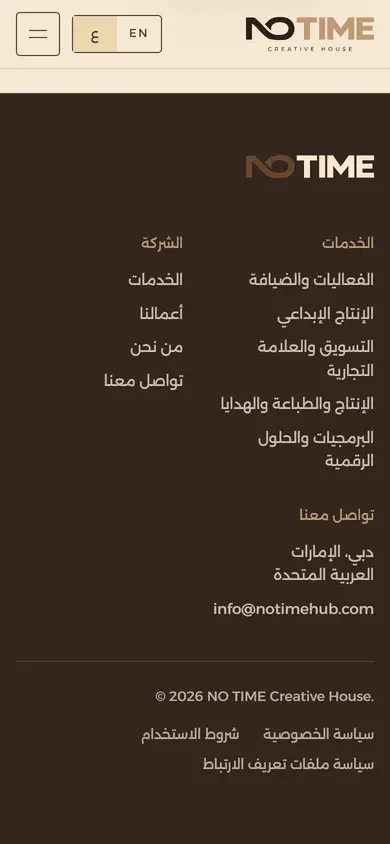 NOTIME
CREATIVE HOUSE
EN
ع
NOTIME
الخدمات
الفعاليات والضيافة
الإنتاج الإبداعي
التسويق والعلامة
التجارية
الإنتاج والطباعة والهدايا
البرمجيات والحلول
الرقمية
الشركة
الخدمات
أعمالنا
من نحن
تواصل معنا
تواصل معنا
دبي، الإمارات
العربية المتحدة
info@notimehub.com
© 2026 NO TIME Creative House.
سياسة الخصوصية
شروط الاستخدام
سياسة ملفات تعريف الارتباط